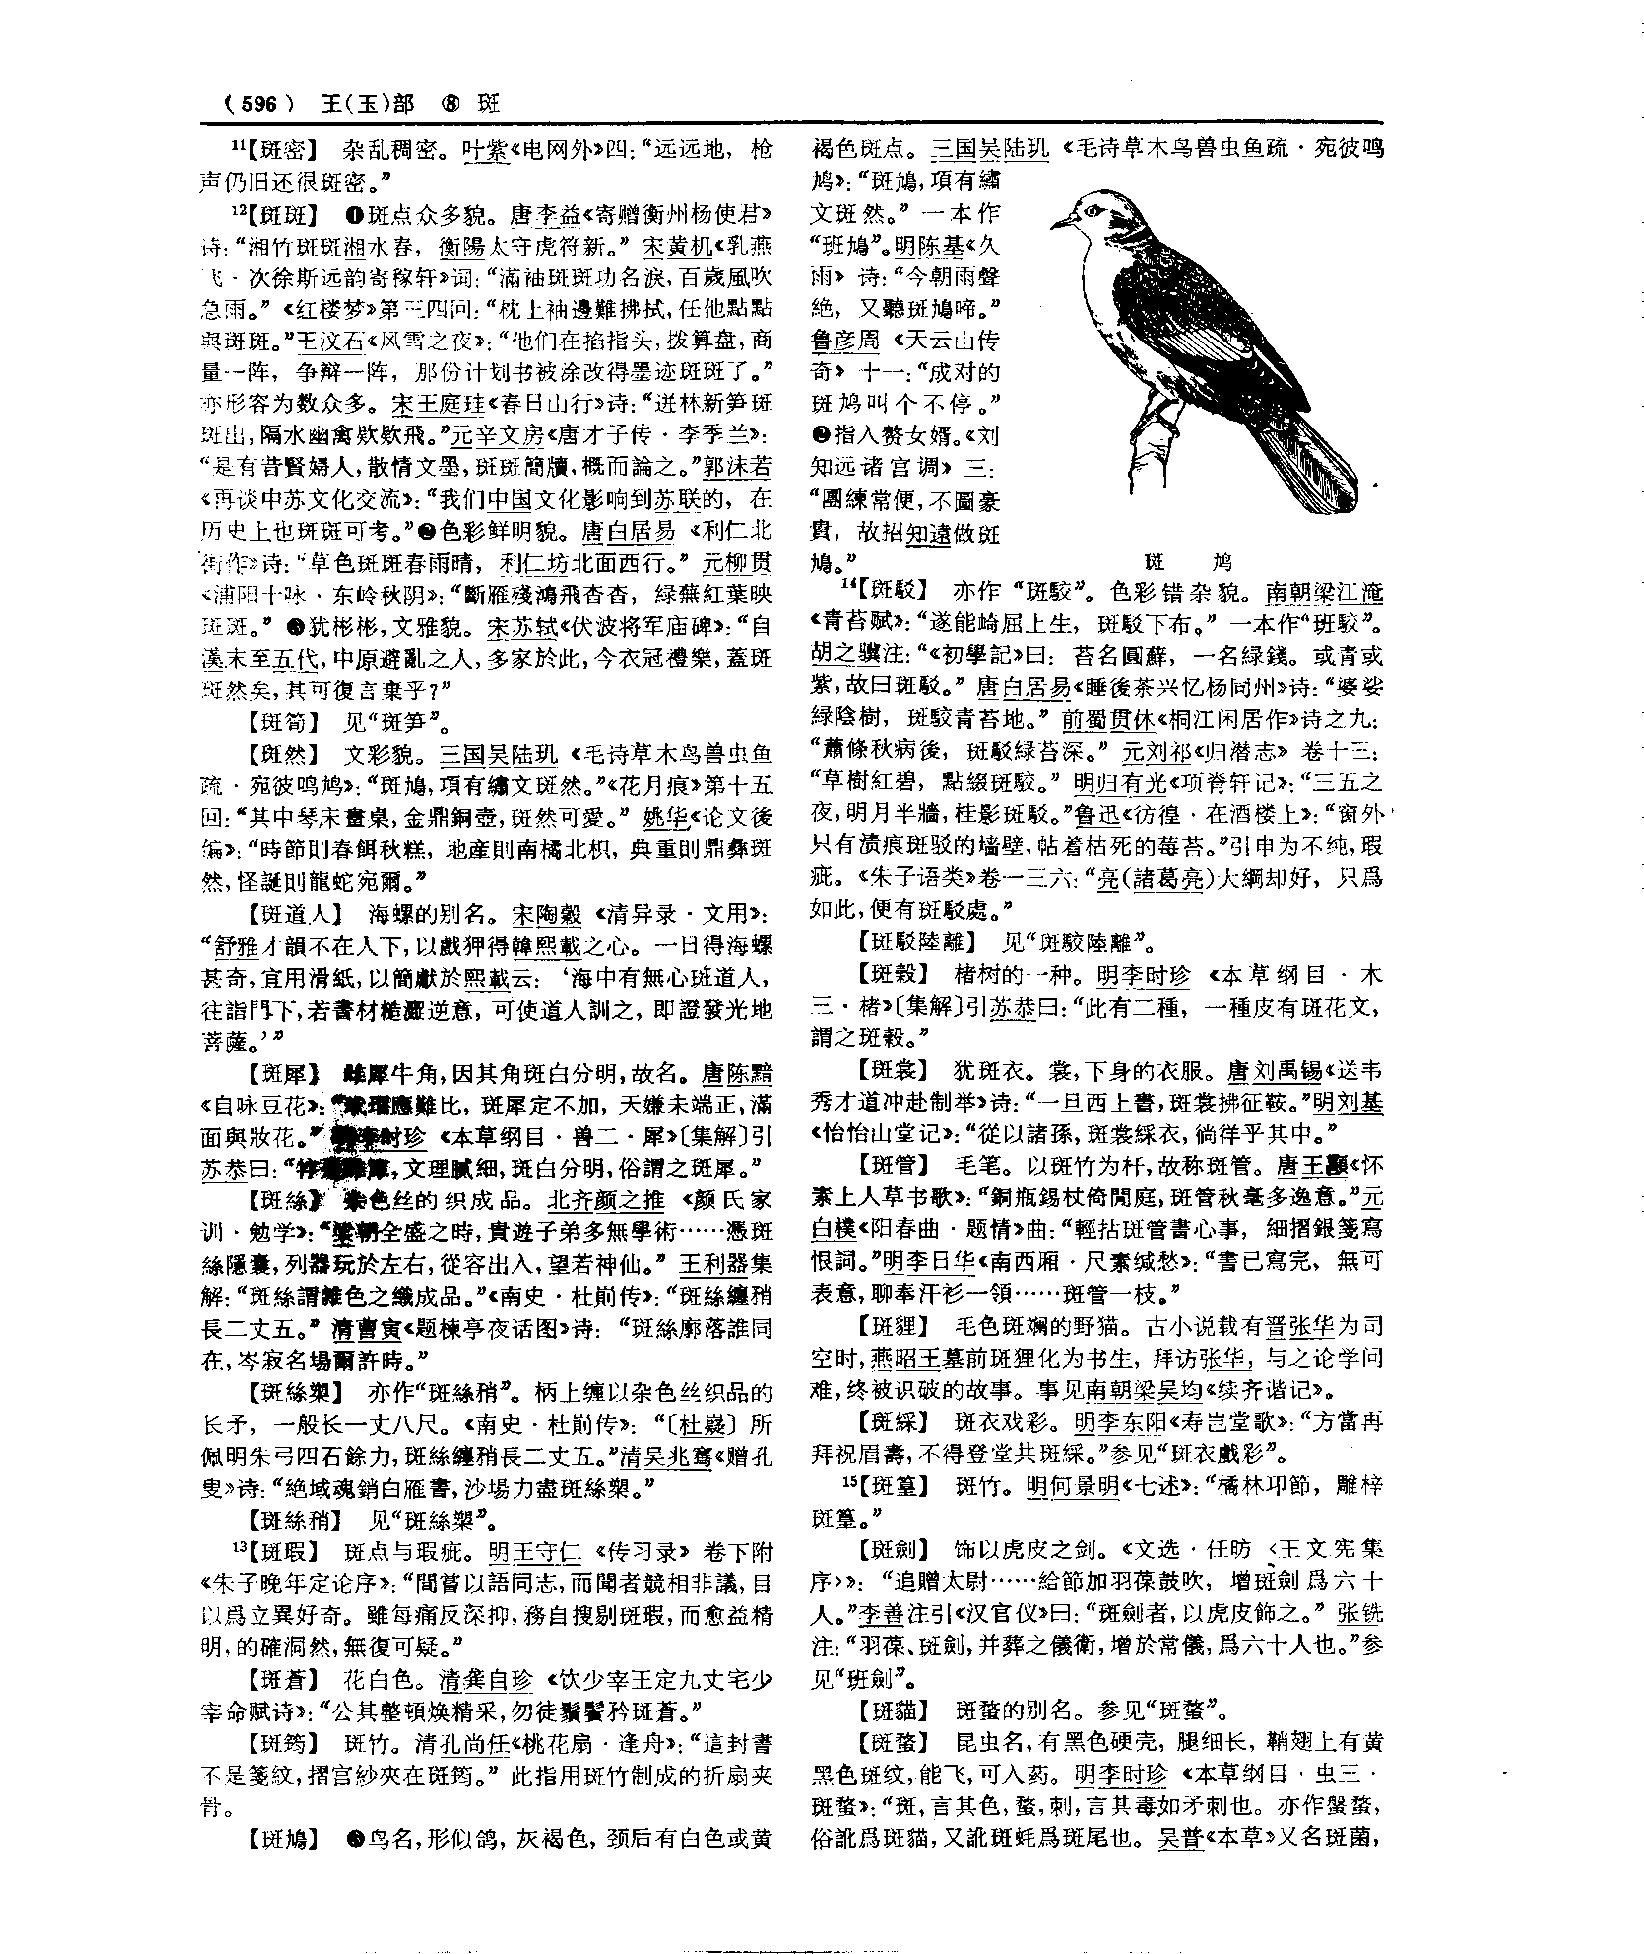 （596） 王(玉)部 ⑧ 斑
¹¹【斑密】 杂乱稠密。叶紫《电网外》四：“远远地，枪
声仍旧还很斑密。”
¹²【斑斑】 ❶斑点众多貌。唐李益《寄赠衡州杨使君》
诗：“湘竹斑斑湘水春，衡陽太守虎符新。”宋黄机《乳燕
飞·次徐斯远韵寄稼轩》词：“滿袖斑斑功名淚，百歲風吹
急雨。”《红楼梦》第三四回：“枕上袖邊難拂拭，任他點點
與斑斑。”王汶石《风雪之夜》：“他们在掐指头，拨算盘，商
量一阵，争辩一阵，那份计划书被涂改得墨迹斑斑了。”
亦形容为数众多。宋王庭珪《春日山行》诗：“迸林新笋斑
斑出，隔水幽禽欵欵飛。”元辛文房《唐才子传·李季兰》：
“是有昔賢婦人，散情文墨，斑斑簡牘，概而論之。”郭沫若
《再谈中苏文化交流》：“我们中国文化影响到苏联的，在
历史上也斑斑可考。”❷色彩鲜明貌。唐白居易《利仁北
街作》诗：“草色斑斑春雨晴，利仁坊北面西行。”元柳贯
《浦阳十咏·东岭秋阴》：“斷雁殘鴻飛杳杳，緑蕪紅葉映
斑斑。”❸犹彬彬，文雅貌。宋苏轼《伏波将军庙碑》：“自
漢末至五代，中原避亂之人，多家於此，今衣冠禮樂，蓋斑
斑然矣，其可復言棄乎？”
【斑筍】 见“斑笋”。
【斑然】 文彩貌。三国吴陆玑《毛诗草木鸟兽虫鱼
疏·宛彼鸣鸠》：“斑鳩，項有繡文斑然。”《花月痕》第十五
回：“其中琴床畫桌，金鼎銅壺，斑然可愛。”姚华《论文後
编》：“時節則春餌秋糕，地産則南橘北枳，典重則鼎彝斑
然，怪誕則龍蛇宛爾。”
【斑道人】 海螺的别名。宋陶穀《清异录·文用》：
“舒雅才韻不在人下，以戲狎得韓熙載之心。一日得海螺
甚奇，宜用滑紙，以簡獻於熙載云：‘海中有無心斑道人，
往詣門下，若書材糙澀逆意，可使道人訓之，即證發光地
菩薩。’”
【斑犀】 雌犀牛角，因其角斑白分明，故名。唐陈黯
《自咏豆花》：“難比，斑犀定不加，天嫌未端正，滿
面與妝花。”明李时珍《本草纲目·兽二·犀》〔集解〕引
苏恭曰：“，文理膩細，斑白分明，俗謂之斑犀。”
【斑絲】 杂色丝的织成品。北齐颜之推《颜氏家
训·勉学》：“梁朝全盛之時，貴遊子弟多無學術……憑斑
絲隱囊，列器玩於左右，從容出入，望若神仙。”王利器集
解：“斑絲謂雜色之織成品。”《南史·杜崱传》：“斑絲纏矟
長二丈五。”清曹寅《题楝亭夜话图》诗：“斑絲廓落誰同
在，岑寂名場爾許時。”
【斑絲槊】 亦作“斑絲矟”。柄上缠以杂色丝织品的
长矛，一般长一丈八尺。《南史·杜崱传》：“〔杜嶷〕所
佩明朱弓四石餘力，斑絲纏矟長二丈五。”清吴兆骞《赠孔
叟》诗：“絶域魂銷白雁書，沙場力盡斑絲槊。”
【斑絲矟】 见“斑絲槊”。
¹³【斑瑕】 斑点与瑕疵。明王守仁《传习录》卷下附
《朱子晚年定论序》：“間嘗以語同志，而聞者競相非議，目
以爲立異好奇。雖每痛反深抑，務自搜剔斑瑕，而愈益精
明，的確洞然，無復可疑。”
【斑蒼】 花白色。清龚自珍《饮少宰王定九丈宅少
宰命赋诗》：“公其整頓焕精采，勿徒鬚鬢矜斑蒼。”
【斑筠】 斑竹。清孔尚任《桃花扇·逢舟》：“這封書
不是箋紋，摺宫紗夾在斑筠。”此指用斑竹制成的折扇夹
骨。
【斑鳩】 ❶鸟名，形似鸽，灰褐色，颈后有白色或黄
褐色斑点。三国吴陆玑《毛诗草木鸟兽虫鱼疏·宛彼鸣
鸠》：“斑鳩，項有繡
文斑然。”一本作
“班鳩”。明陈基《久
雨》诗：“今朝雨聲
绝，又聽斑鳩啼。”
鲁彦周《天云山传
奇》十一：“成对的
斑鸠叫个不停。”
❷指入赘女婿。《刘
知远诸宫调》三：
“團練常便，不圖豪
貴，故招知遠做斑
鳩。”
斑 鸠
¹⁴【斑駁】 亦作“斑駮”。色彩错杂貌。南朝梁江淹
《青苔赋》：“遂能崎屈上生，斑駁下布。”一本作“班駮”。
胡之骥注：“《初學記》曰：苔名圓蘚，一名緑錢。或青或
紫，故曰斑駁。”唐白居易《睡後茶兴忆杨同州》诗：“婆娑
緑陰樹，斑駮青苔地。”前蜀贯休《桐江闲居作》诗之九：
“蕭條秋病後，斑駁緑苔深。”元刘祁《归潜志》卷十三：
“草樹紅碧，點綴斑駮。”明归有光《项脊轩记》：“三五之
夜，明月半牆，桂影斑駁。”鲁迅《彷徨·在酒楼上》：“窗外
只有渍痕斑驳的墙壁，帖着枯死的莓苔。”引申为不纯，瑕
疵。《朱子语类》卷一三六：“亮(諸葛亮)大綱却好，只爲
如此，便有斑駁處。”
【斑駁陸離】 见“斑駮陸離”。
【斑榖】 楮树的一种。明李时珍《本草纲目·木
三·楮》〔集解〕引苏恭曰：“此有二種，一種皮有斑花文，
謂之斑榖。”
【斑裳】 犹斑衣。裳，下身的衣服。唐刘禹锡《送韦
秀才道冲赴制举》诗：“一旦西上書，斑裳拂征鞍。”明刘基
《怡怡山堂记》：“從以諸孫，斑裳綵衣，徜徉乎其中。”
【斑管】 毛笔。以斑竹为杆，故称斑管。唐王顗《怀
素上人草书歌》：“銅瓶錫杖倚閒庭，斑管秋毫多逸意。”元
白樸《阳春曲·题情》曲：“輕拈斑管書心事，細摺銀箋寫
恨詞。”明李日华《南西厢·尺素缄愁》：“書已寫完，無可
表意，聊奉汗衫一領……斑管一枝。”
【斑貍】 毛色斑斓的野猫。古小说载有晋张华为司
空时，燕昭王墓前斑狸化为书生，拜访张华，与之论学问
难，终被识破的故事。事见南朝梁吴均《续齐谐记》。
【斑綵】 斑衣戏彩。明李东阳《寿岂堂歌》：“方當再
拜祝眉壽，不得登堂共斑綵。”参见“斑衣戲彩”。
¹⁵【斑篁】 斑竹。明何景明《七述》：“橘林邛節，雕梓
斑篁。”
【斑劍】 饰以虎皮之剑。《文选·任昉〈王文宪集
序〉》：“追贈太尉……給節加羽葆鼓吹，增斑劍爲六十
人。”李善注引《汉官仪》曰：“斑劍者，以虎皮飾之。”张铣
注：“羽葆、斑劍，并葬之儀衛，增於常儀，爲六十人也。”参
见“班劍”。
【斑貓】 斑蝥的别名。参见“斑蝥”。
【斑蝥】 昆虫名，有黑色硬壳，腿细长，鞘翅上有黄
黑色斑纹，能飞，可入药。明李时珍《本草纲目·虫三·
斑蝥》：“斑，言其色，蝥，刺，言其毒如矛刺也。亦作螌蝥，
俗訛爲斑貓，又訛斑蚝爲斑尾也。吴普《本草》又名斑菌，